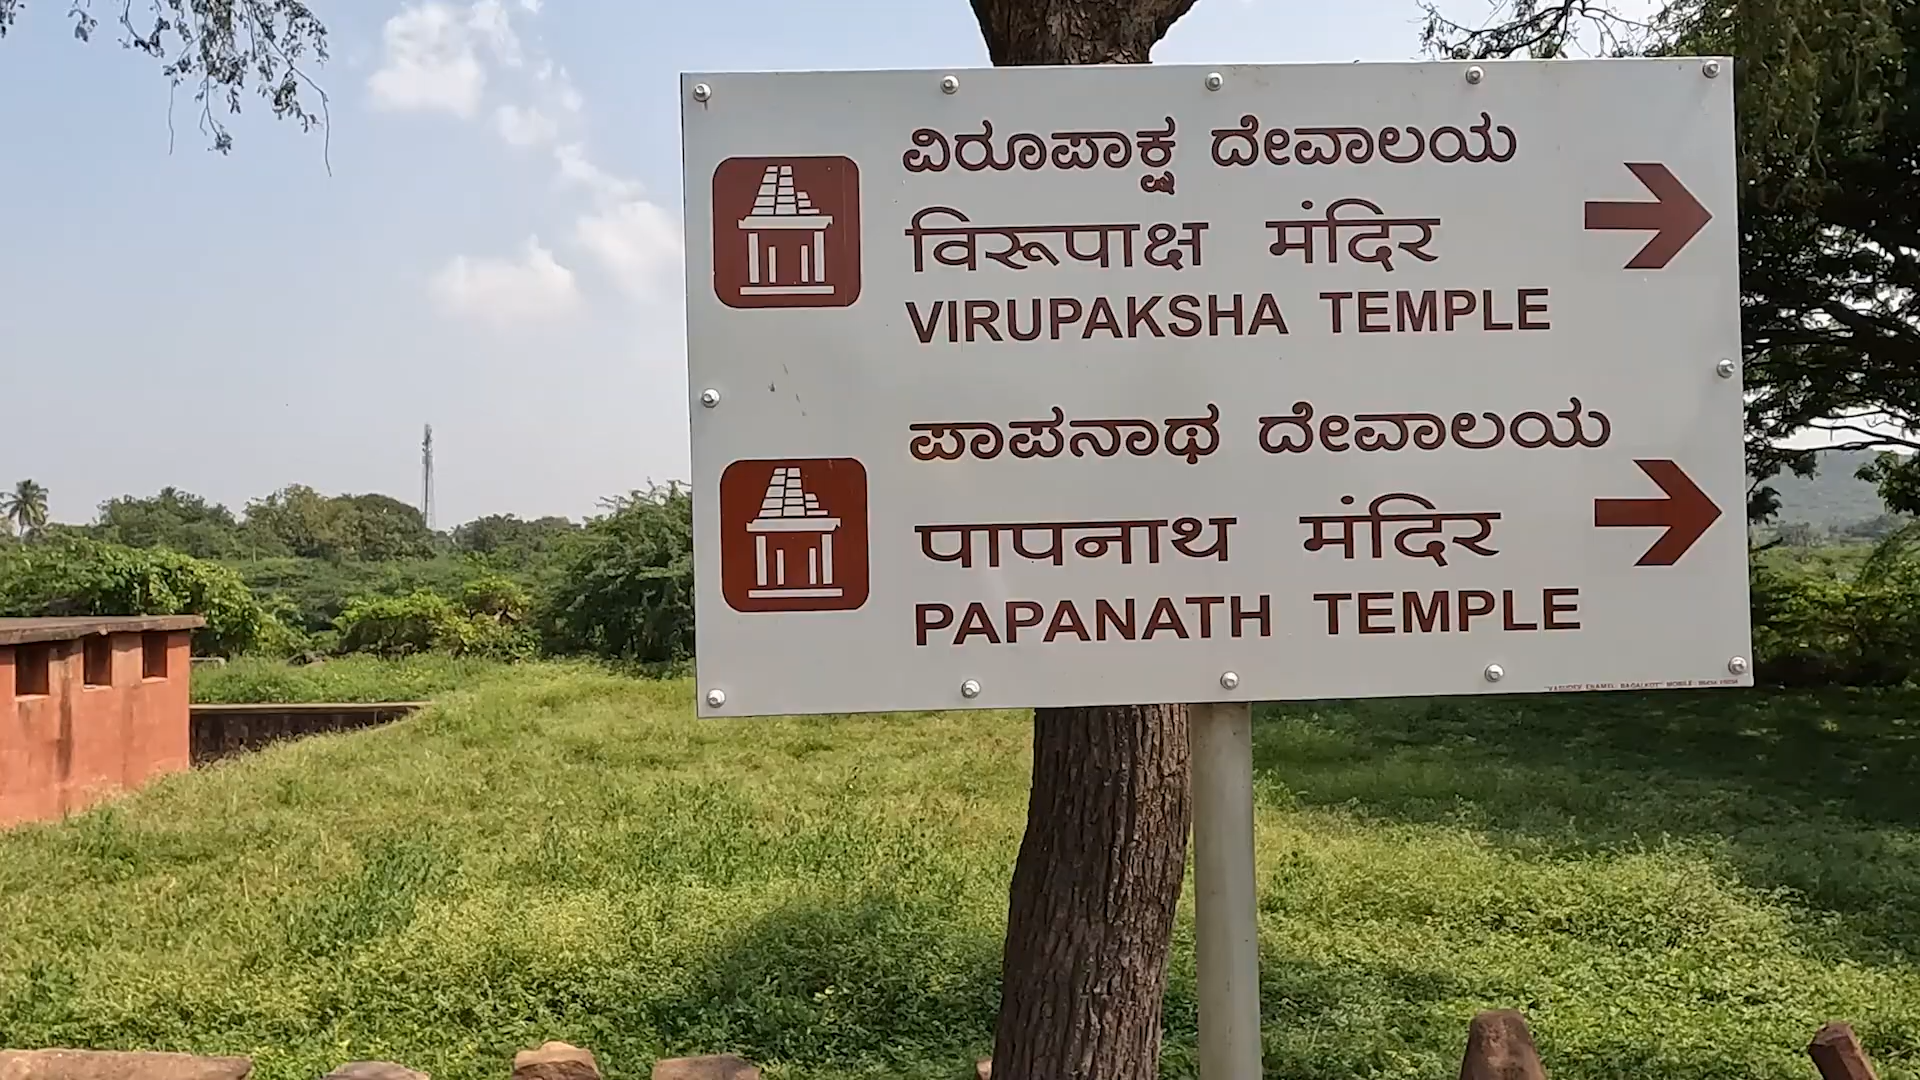 ವಿರೂಪಾಕ್ಷ ದೇವಾಲಯ
विरूपाक्ष मंदिर
VIRUPAKSHA TEMPLE
ಪಾಪನಾಥ ದೇವಾಲಯ
पापनाथ मंदिर
PAPANATH TEMPLE